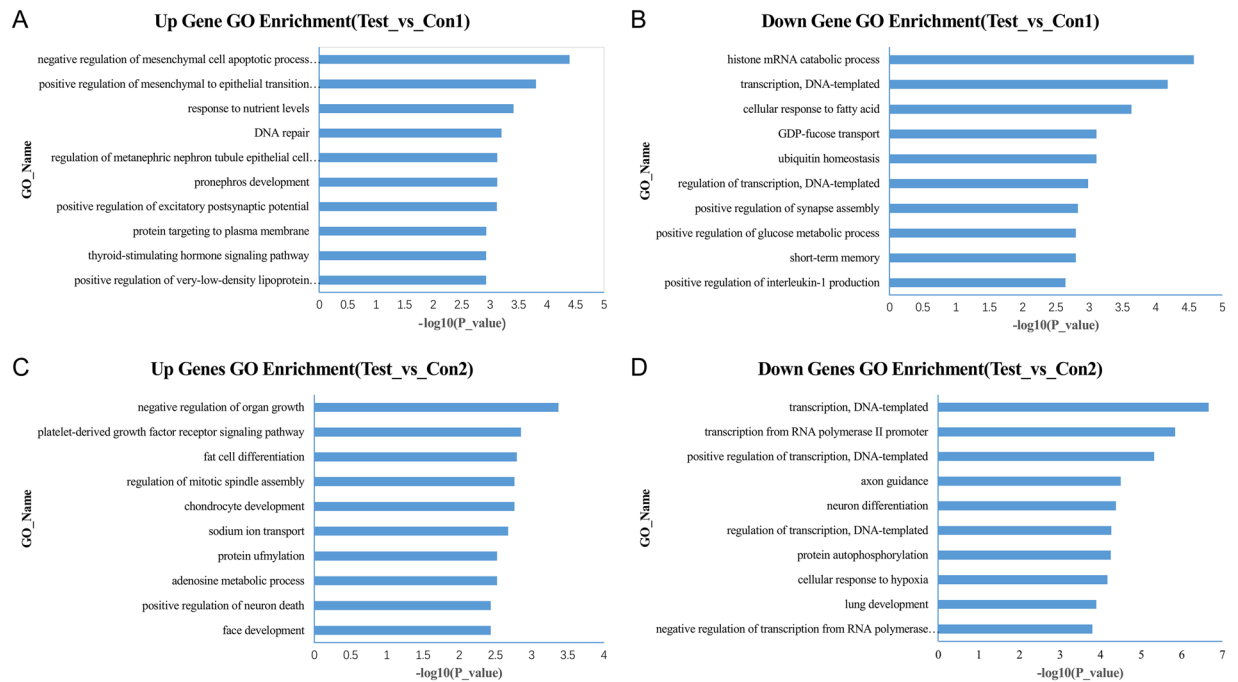 A
Up Gene GO Enrichment(Test_vs_Con1)
GO_Name
negative regulation of mesenchymal cell apoptotic process…
positive regulation of mesenchymal to epithelial transition…
response to nutrient levels
DNA repair
regulation of metanephric nephron tubule epithelial cell…
pronephros development
positive regulation of excitatory postsynaptic potential
protein targeting to plasma membrane
thyroid-stimulating hormone signaling pathway
positive regulation of very-low-density lipoprotein…
0 0.5 1 1.5 2 2.5 3 3.5 4 4.5 5
-log10(P_value)
B
Down Gene GO Enrichment(Test_vs_Con1)
GO_Name
histone mRNA catabolic process
transcription, DNA-templated
cellular response to fatty acid
GDP-fucose transport
ubiquitin homeostasis
regulation of transcription, DNA-templated
positive regulation of synapse assembly
positive regulation of glucose metabolic process
short-term memory
positive regulation of interleukin-1 production
0 0.5 1 1.5 2 2.5 3 3.5 4 4.5 5
-log10(P_value)
C
Up Genes GO Enrichment(Test_vs_Con2)
GO_Name
negative regulation of organ growth
platelet-derived growth factor receptor signaling pathway
fat cell differentiation
regulation of mitotic spindle assembly
chondrocyte development
sodium ion transport
protein ufmylation
adenosine metabolic process
positive regulation of neuron death
face development
0 0.5 1 1.5 2 2.5 3 3.5 4
-log10(P_value)
D
Down Genes GO Enrichment(Test_vs_Con2)
GO_Name
transcription, DNA-templated
transcription from RNA polymerase II promoter
positive regulation of transcription, DNA-templated
axon guidance
neuron differentiation
regulation of transcription, DNA-templated
protein autophosphorylation
cellular response to hypoxia
lung development
negative regulation of transcription from RNA polymerase…
0 1 2 3 4 5 6 7
-log10(P_value)